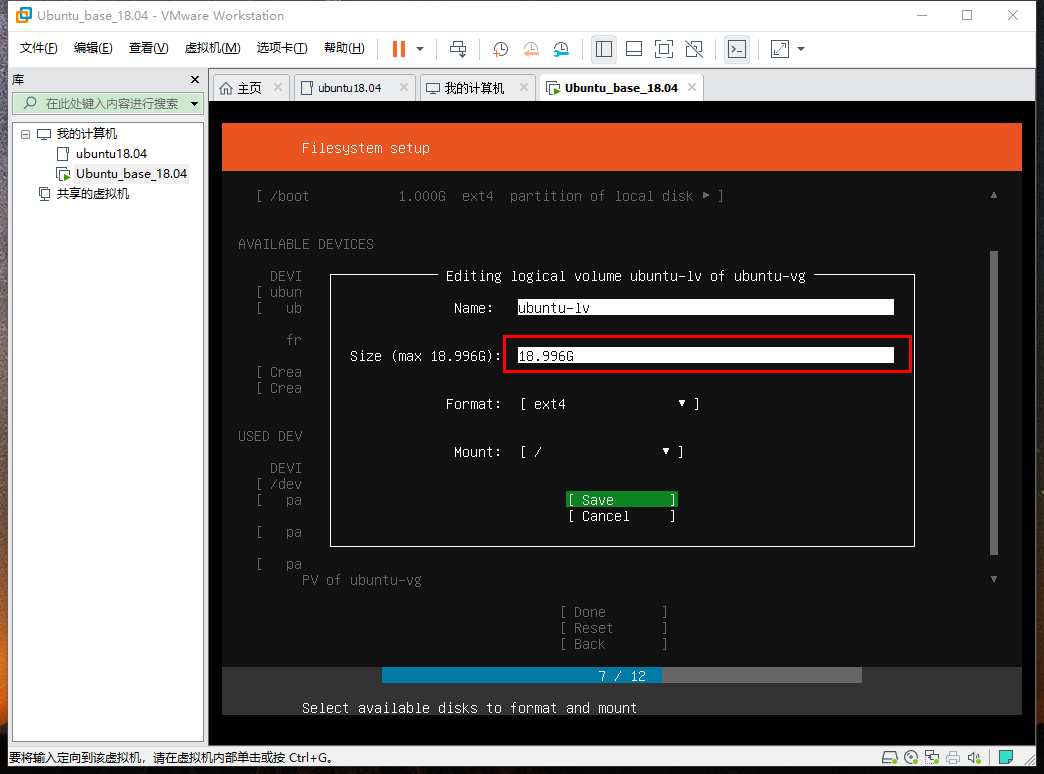 Ubuntu_base_18.04 - VMware Workstation
文件(F) 编辑(E) 查看(V) 虚拟机(M) 选项卡(T) 帮助(H)
库
在此处键入内容进行搜索
我的计算机
ubuntu18.04
Ubuntu_base_18.04
共享的虚拟机
主页 ubuntu18.04 我的计算机 Ubuntu_base_18.04
Filesystem setup
[ /boot 1.000G ext4 partition of local disk ▸ ]
AVAILABLE DEVICES
DEVI
[ ubun
[ ub
fr
[ Crea
[ Crea
USED DEV
DEVI
[ /dev
[ pa
[ pa
[ pa
PV of ubuntu-vg
Editing logical volume ubuntu-lv of ubuntu-vg
Name: ubuntu-lv
Size (max 18.996G): 18.996G
Format: [ ext4 ▾ ]
Mount: [ / ▾ ]
[ Save ]
[ Cancel ]
[ Done ]
[ Reset ]
[ Back ]
7 / 12
Select available disks to format and mount
要将输入定向到该虚拟机，请在虚拟机内部单击或按 Ctrl+G。